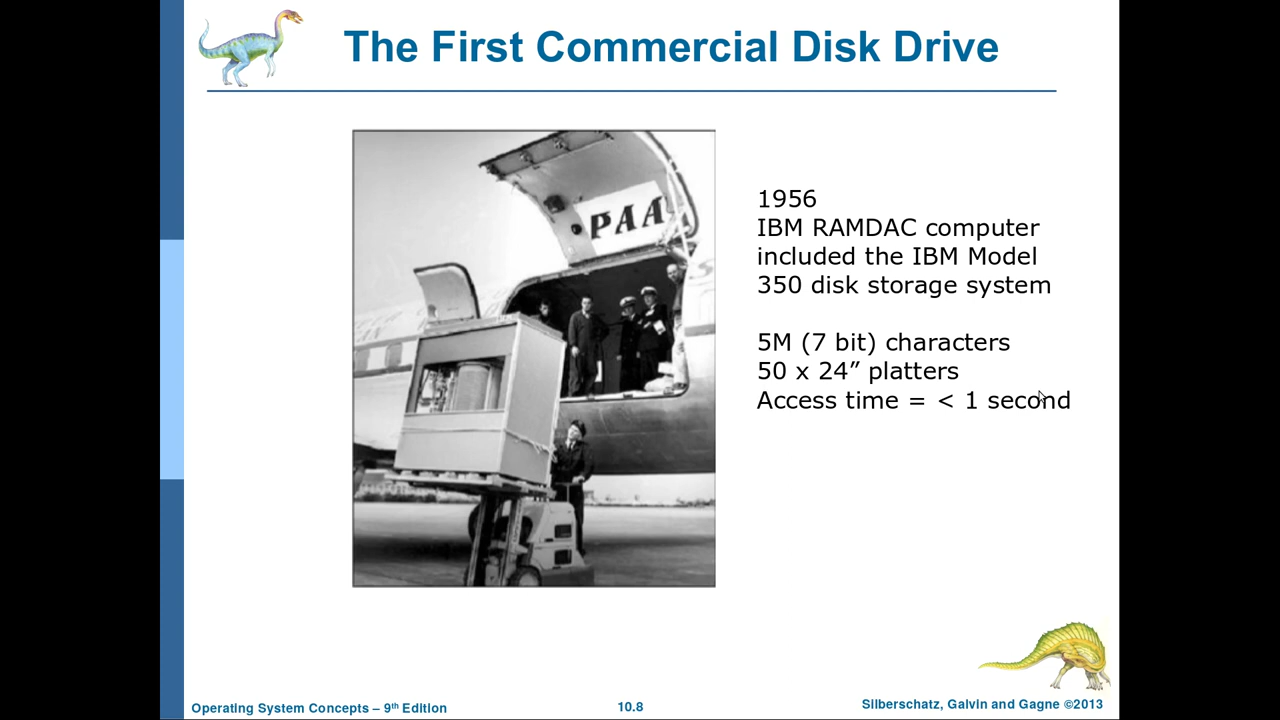 The First Commercial Disk Drive
PAA
1956
IBM RAMDAC computer
included the IBM Model
350 disk storage system
5M (7 bit) characters
50 x 24” platters
Access time = < 1 second
Operating System Concepts – 9th Edition
10.8
Silberschatz, Galvin and Gagne ©2013